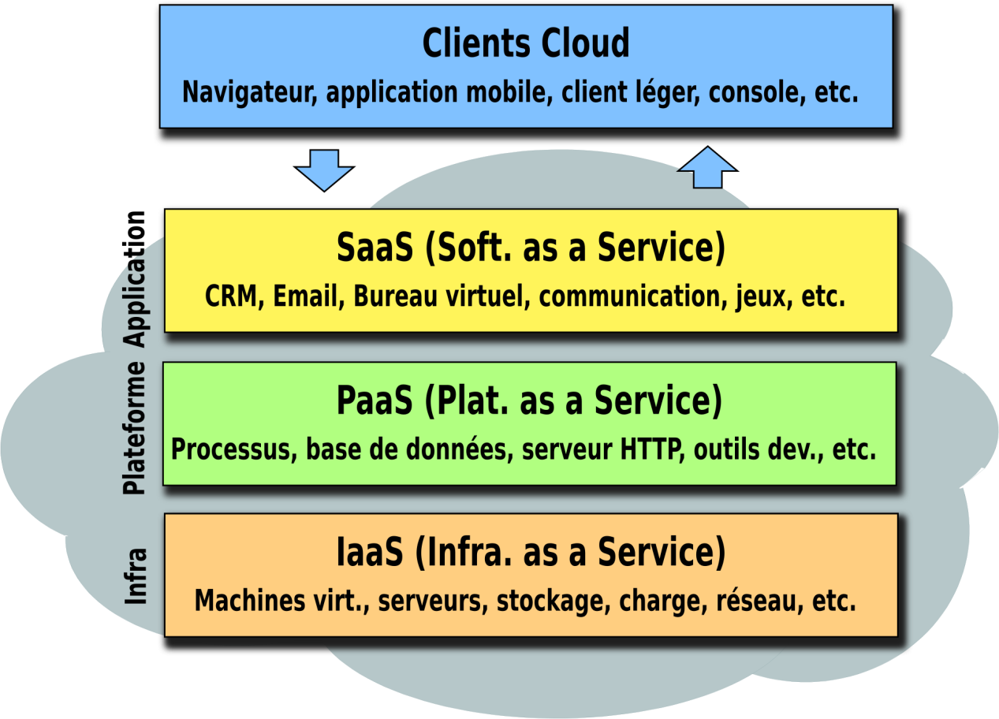 Clients Cloud
Navigateur, application mobile, client léger, console, etc.
Application
SaaS (Soft. as a Service)
CRM, Email, Bureau virtuel, communication, jeux, etc.
Plateforme
PaaS (Plat. as a Service)
Processus, base de données, serveur HTTP, outils dev., etc.
Infra
IaaS (Infra. as a Service)
Machines virt., serveurs, stockage, charge, réseau, etc.